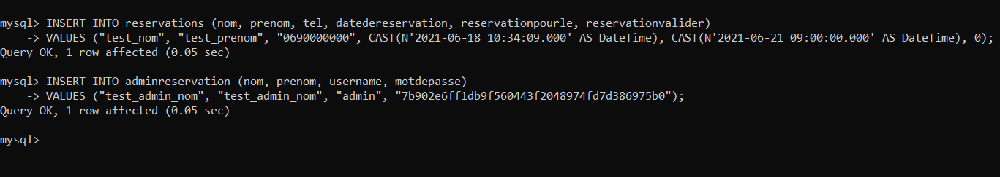 mysql> INSERT INTO reservations (nom, prenom, tel, datedereservation, reservationpourle, reservationvalider)
-> VALUES ("test_nom", "test_prenom", "0690000000", CAST(N'2021-06-18 10:34:09.000' AS DateTime), CAST(N'2021-06-21 09:00:00.000' AS DateTime), 0);
Query OK, 1 row affected (0.05 sec)
mysql> INSERT INTO adminreservation (nom, prenom, username, motdepasse)
-> VALUES ("test_admin_nom", "test_admin_nom", "admin", "7b902e6ff1db9f560443f2048974fd7d386975b0");
Query OK, 1 row affected (0.05 sec)
mysql>